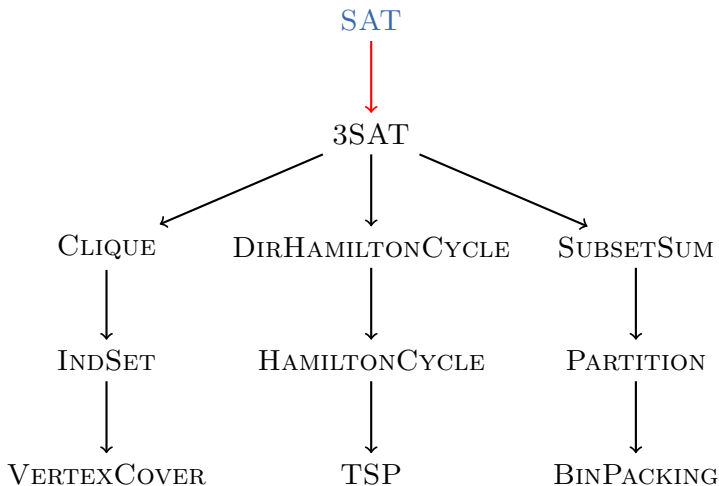 SAT
3SAT
CLIQUE DIRHAMILTONCYCLE SUBSETSUM
INDSET HAMILTONCYCLE PARTITION
VERTEXCOVER TSP BINPACKING